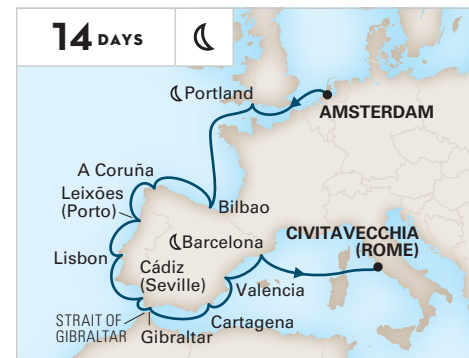 14 DAYS
Portland
AMSTERDAM
A Coruña
Leixões
(Porto)
Bilbao
Barcelona
CIVITAVECCHIA
(ROME)
Lisbon
Cádiz
(Seville)
Valencia
Cartagena
STRAIT OF
GIBRALTAR
Gibraltar